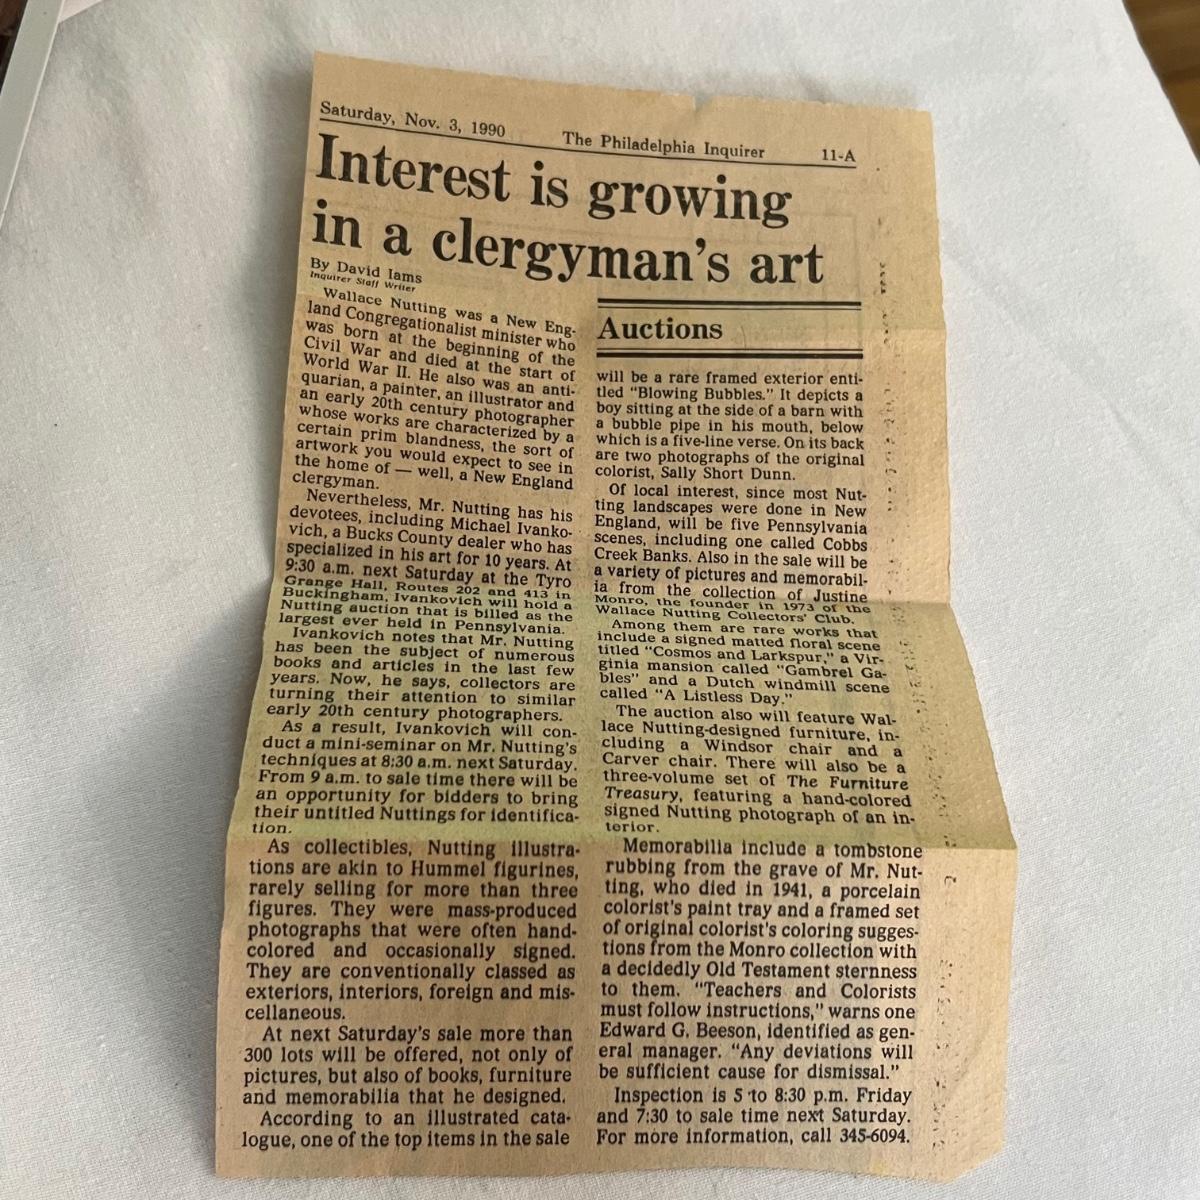 Saturday, Nov. 3, 1990 The Philadelphia Inquirer 11-A
Interest is growing
in a clergyman's art
By David Iams
Inquirer Staff Writer
Wallace Nutting was a New Eng-
land Congregationalist minister who
was born at the beginning of the
Civil War and died at the start of
World War II. He also was an anti-
quarian, a painter, an illustrator and
an early 20th century photographer
whose works are characterized by a
certain prim blandness, the sort of
artwork you would expect to see in
the home of — well, a New England
clergyman.
Nevertheless, Mr. Nutting has his
devotees, including Michael Ivanko-
vich, a Bucks County dealer who has
specialized in his art for 10 years. At
9:30 a.m. next Saturday at the Tyro
Grange Hall, Routes 202 and 413 in
Buckingham, Ivankovich will hold a
Nutting auction that is billed as the
largest ever held in Pennsylvania.
Ivankovich notes that Mr. Nutting
has been the subject of numerous
books and articles in the last few
years. Now, he says, collectors are
turning their attention to similar
early 20th century photographers.
As a result, Ivankovich will con-
duct a mini-seminar on Mr. Nutting's
techniques at 8:30 a.m. next Saturday.
From 9 a.m. to sale time there will be
an opportunity for bidders to bring
their untitled Nuttings for identifica-
tion.
As collectibles, Nutting illustra-
tions are akin to Hummel figurines,
rarely selling for more than three
figures. They were mass-produced
photographs that were often hand-
colored and occasionally signed.
They are conventionally classed as
exteriors, interiors, foreign and mis-
cellaneous.
At next Saturday's sale more than
300 lots will be offered, not only of
pictures, but also of books, furniture
and memorabilia that he designed.
According to an illustrated cata-
logue, one of the top items in the sale
Auctions
will be a rare framed exterior enti-
tled "Blowing Bubbles." It depicts a
boy sitting at the side of a barn with
a bubble pipe in his mouth, below
which is a five-line verse. On its back
are two photographs of the original
colorist, Sally Short Dunn.
Of local interest, since most Nut-
ting landscapes were done in New
England, will be five Pennsylvania
scenes, including one called Cobbs
Creek Banks. Also in the sale will be
a variety of pictures and memorabil-
ia from the collection of Justine
Monro, the founder in 1973 of the
Wallace Nutting Collectors' Club.
Among them are rare works that
include a signed matted floral scene
titled "Cosmos and Larkspur," a Vir-
ginia mansion called "Gambrel Ga-
bles" and a Dutch windmill scene
called "A Listless Day."
The auction also will feature Wal-
lace Nutting-designed furniture, in-
cluding a Windsor chair and a
Carver chair. There will also be a
three-volume set of The Furniture
Treasury, featuring a hand-colored
signed Nutting photograph of an in-
terior.
Memorabilia include a tombstone
rubbing from the grave of Mr. Nut-
ting, who died in 1941, a porcelain
colorist's paint tray and a framed set
of original colorist's coloring sugges-
tions from the Monro collection with
a decidedly Old Testament sternness
to them. "Teachers and Colorists
must follow instructions," warns one
Edward G. Beeson, identified as gen-
eral manager. "Any deviations will
be sufficient cause for dismissal."
Inspection is 5 to 8:30 p.m. Friday
and 7:30 to sale time next Saturday.
For more information, call 345-6094.